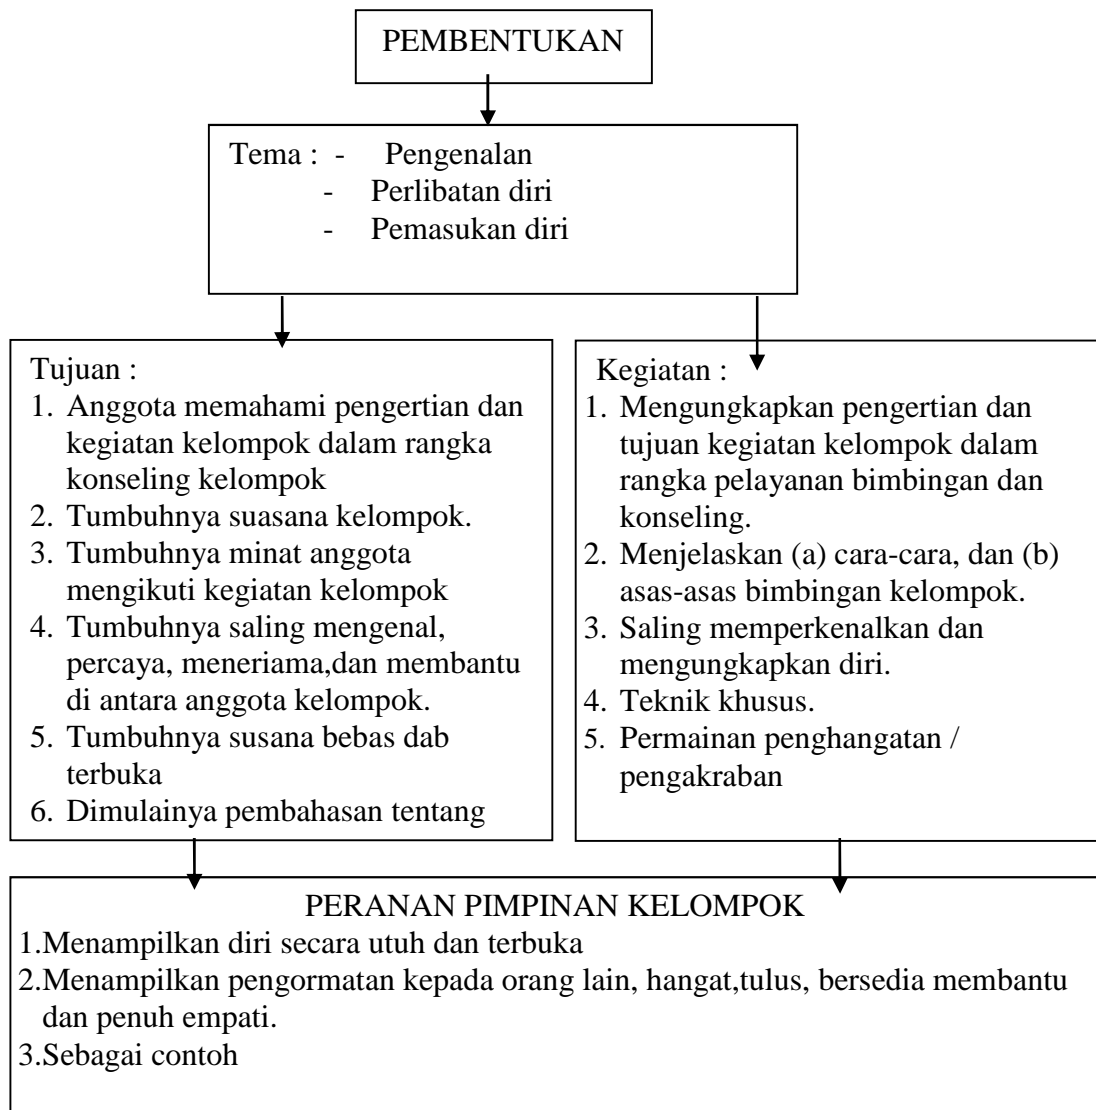 PEMBENTUKAN
Tema : - Pengenalan
- Perlibatan diri
- Pemasukan diri
Tujuan :
1. Anggota memahami pengertian dan
kegiatan kelompok dalam rangka
konseling kelompok
2. Tumbuhnya suasana kelompok.
3. Tumbuhnya minat anggota
mengikuti kegiatan kelompok
4. Tumbuhnya saling mengenal,
percaya, meneriama,dan membantu
di antara anggota kelompok.
5. Tumbuhnya susana bebas dab
terbuka
6. Dimulainya pembahasan tentang
Kegiatan :
1. Mengungkapkan pengertian dan
tujuan kegiatan kelompok dalam
rangka pelayanan bimbingan dan
konseling.
2. Menjelaskan (a) cara-cara, dan (b)
asas-asas bimbingan kelompok.
3. Saling memperkenalkan dan
mengungkapkan diri.
4. Teknik khusus.
5. Permainan penghangatan /
pengakraban
PERANAN PIMPINAN KELOMPOK
1.Menampilkan diri secara utuh dan terbuka
2.Menampilkan pengormatan kepada orang lain, hangat,tulus, bersedia membantu
dan penuh empati.
3.Sebagai contoh